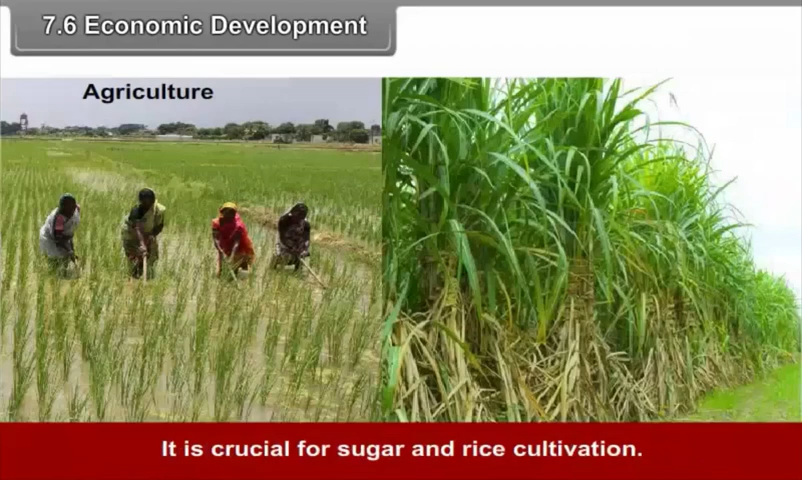 7.6 Economic Development
Agriculture
It is crucial for sugar and rice cultivation.